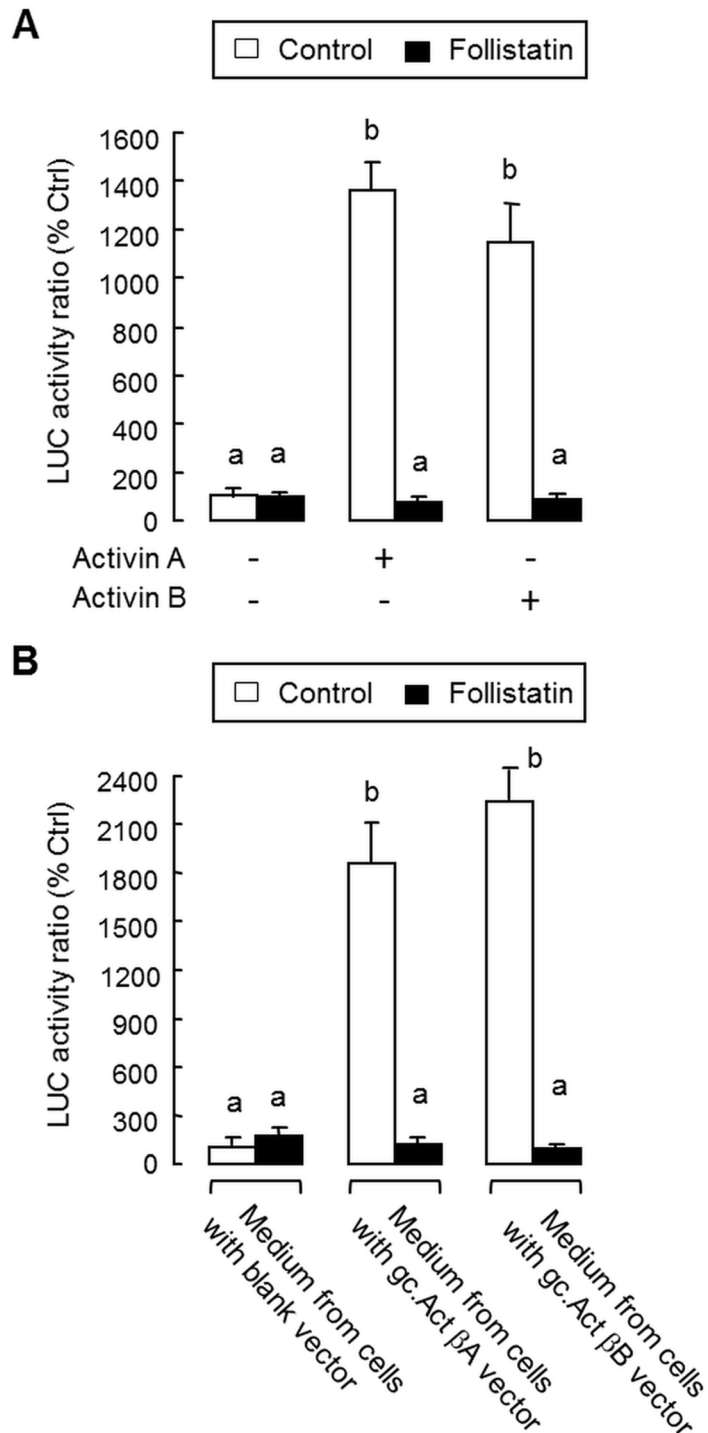 A
Control Follistatin
LUC activity ratio (% Ctrl)
1600
1400
1200
1000
800
600
400
200
0
a a b a b a
Activin A - + -
Activin B - - +
B
Control Follistatin
LUC activity ratio (% Ctrl)
2400
2100
1800
1500
1200
900
600
300
0
a a b a b a
Medium from cells
with blank vector
Medium from cells
with gc.Act βA vector
Medium from cells
with gc.Act βB vector